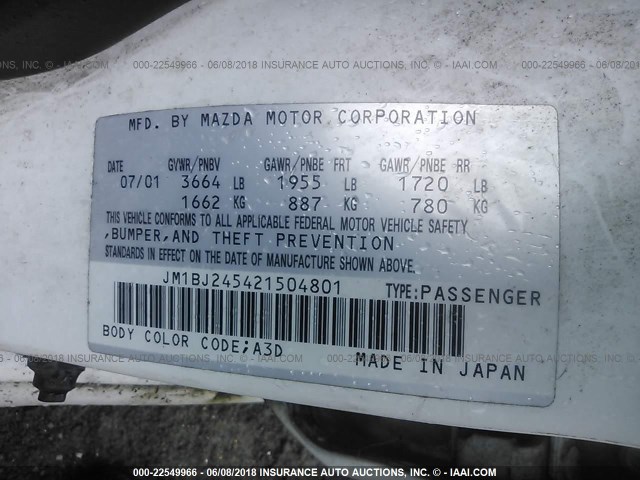 000-22549966 - 06/08/2018 INSURANCE AUTO AUCTIONS, INC. © - IAAI.COM
MFD. BY MAZDA MOTOR CORPORATION
DATE GVWR/PNBV GAWR/PNBE FRT GAWR/PNBE RR
07/01 3664 LB 1955 LB 1720 LB
1662 KG 887 KG 780 KG
THIS VEHICLE CONFORMS TO ALL APPLICABLE FEDERAL MOTOR VEHICLE SAFETY
,BUMPER,AND THEFT PREVENTION
STANDARDS IN EFFECT ON THE DATE OF MANUFACTURE SHOWN ABOVE.
JM1BJ245421504801 TYPE:PASSENGER
BODY COLOR CODE;A3D MADE IN JAPAN
000-22549966 - 06/08/2018 INSURANCE AUTO AUCTIONS, INC. © - IAAI.COM